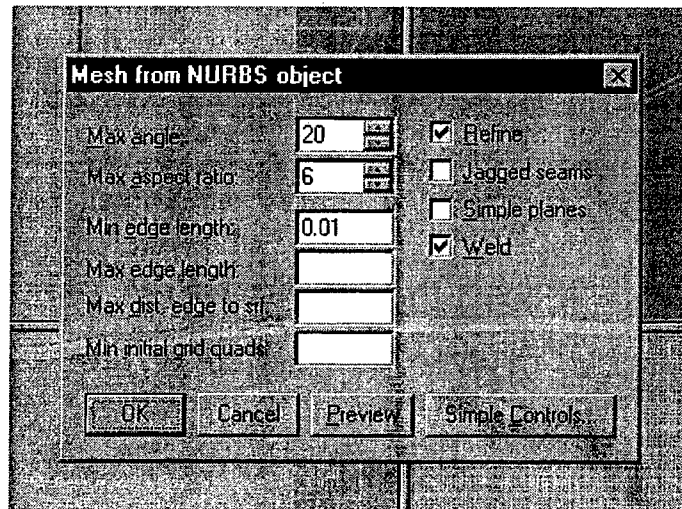 Mesh from NURBS object
Max angle: 20
Max aspect ratio: 6
Min edge length: 0.01
Max edge length:
Max dist. edge to srf:
Min initial grid quads:
Refine
Jagged seams
Simple planes
Weld
OK Cancel Preview Simple Controls...